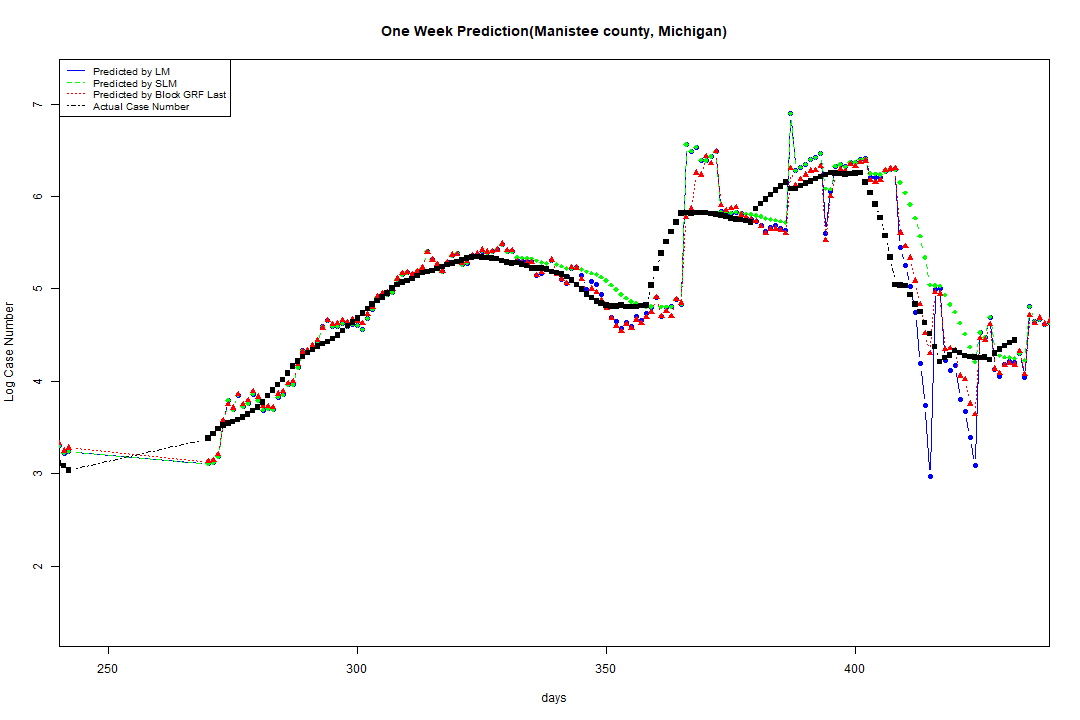 One Week Prediction(Manistee county, Michigan)
Predicted by LM
Predicted by SLM
Predicted by Block GRF Last
Actual Case Number
7
6
5
4
3
2
Log Case Number
250 300 350 400
days